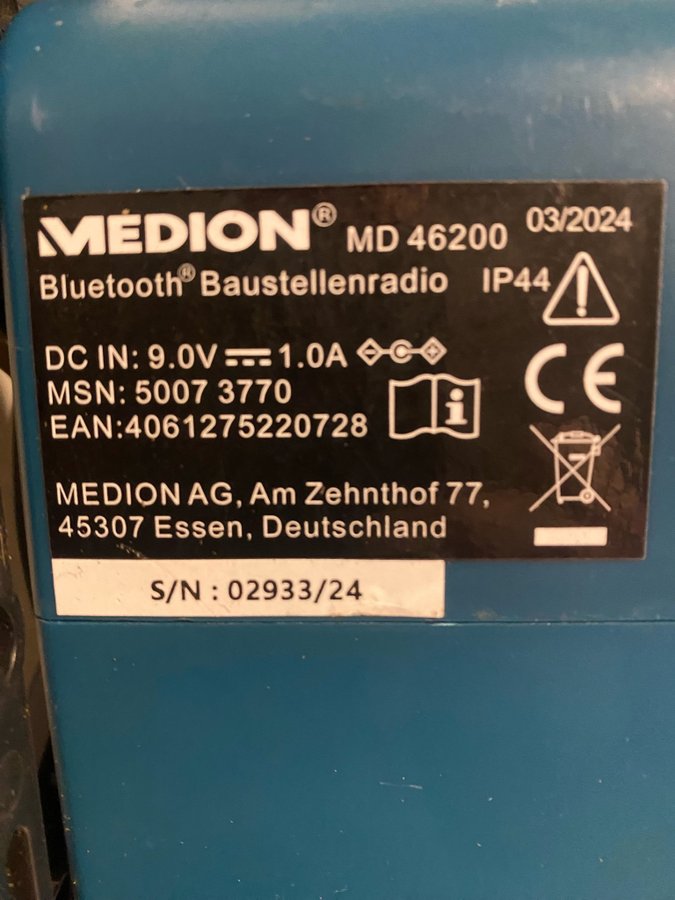 MEDION® MD 46200 03/2024
Bluetooth® Baustellenradio IP44
DC IN: 9.0V 1.0A
MSN: 5007 3770
EAN:4061275220728
CE
MEDION AG, Am Zehnthof 77,
45307 Essen, Deutschland
S/N : 02933/24